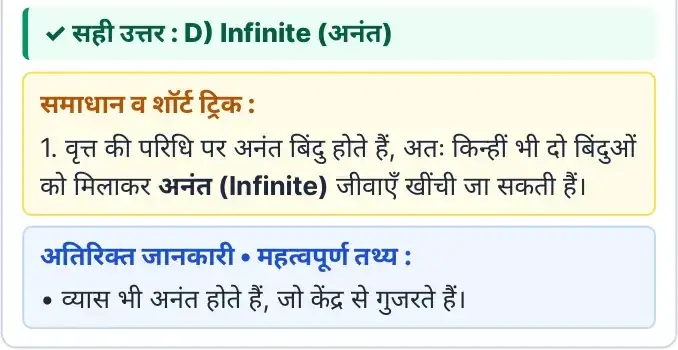 ✓ सही उत्तर : D) Infinite (अनंत)
समाधान व शॉर्ट ट्रिक :
1. वृत्त की परिधि पर अनंत बिंदु होते हैं, अतः किन्हीं भी दो बिंदुओं
को मिलाकर अनंत (Infinite) जीवाएँ खींची जा सकती हैं।
अतिरिक्त जानकारी • महत्वपूर्ण तथ्य :
• व्यास भी अनंत होते हैं, जो केंद्र से गुजरते हैं।